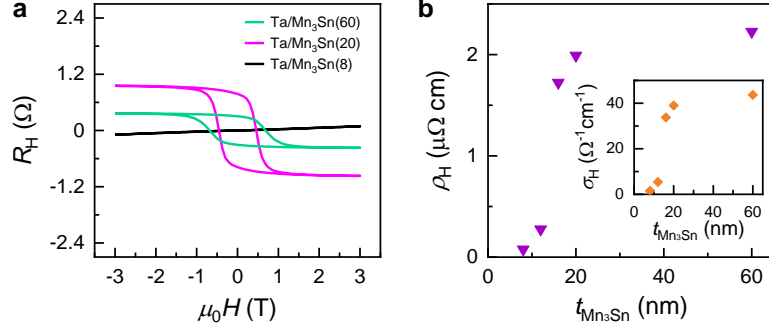 a
Ta/Mn₃Sn(60)
Ta/Mn₃Sn(20)
Ta/Mn₃Sn(8)
2.4
1.2
0
-1.2
-2.4
R_H (Ω)
-3 -2 -1 0 1 2 3
μ₀H (T)
b
2
1
0
ρ_H (μΩ cm)
0 20 40 60
t_Mn₃Sn (nm)
40
20
0
σ_H (Ω⁻¹cm⁻¹)
0 20 40 60
t_Mn₃Sn (nm)